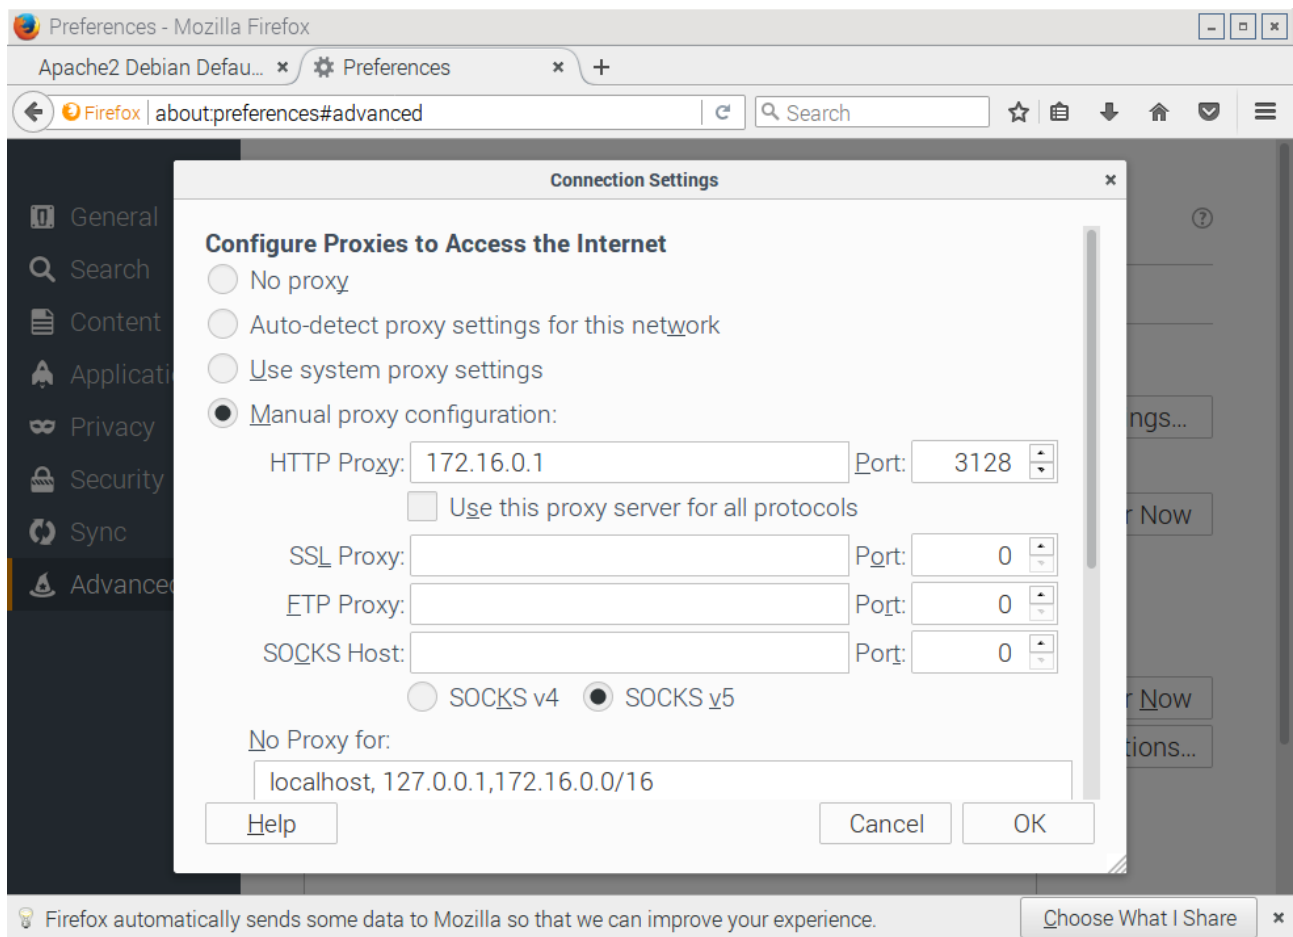 Preferences - Mozilla Firefox
Apache2 Debian Defau... × Preferences × +
Firefox about:preferences#advanced Search
Connection Settings ×
General
Search
Content
Applicati
Privacy
Security
Sync
Advanced
Configure Proxies to Access the Internet
No proxy
Auto-detect proxy settings for this network
Use system proxy settings
Manual proxy configuration:
HTTP Proxy: 172.16.0.1 Port: 3128
Use this proxy server for all protocols
SSL Proxy: Port: 0
FTP Proxy: Port: 0
SOCKS Host: Port: 0
SOCKS v4 SOCKS v5
No Proxy for:
localhost, 127.0.0.1,172.16.0.0/16
Help Cancel OK
ngs...
r Now
r Now
tions...
Firefox automatically sends some data to Mozilla so that we can improve your experience. Choose What I Share ×